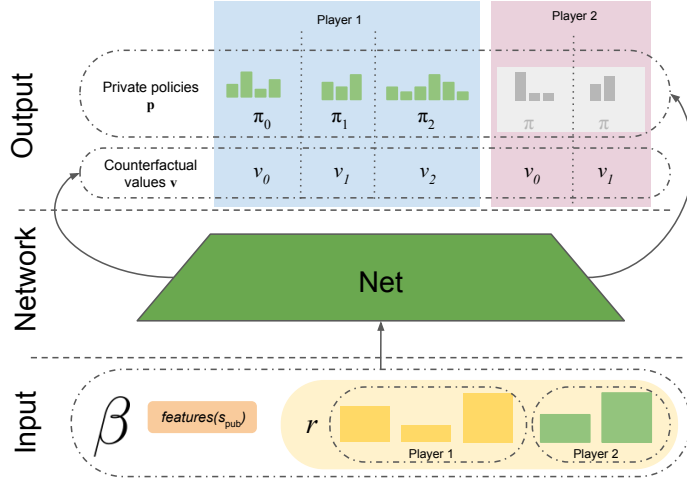 Output
Player 1
Player 2
Private policies
p
π0 π1 π2 π π
Counterfactual
values v
v0 v1 v2 v0 v1
Network
Net
Input
β features(spub) r
Player 1
Player 2